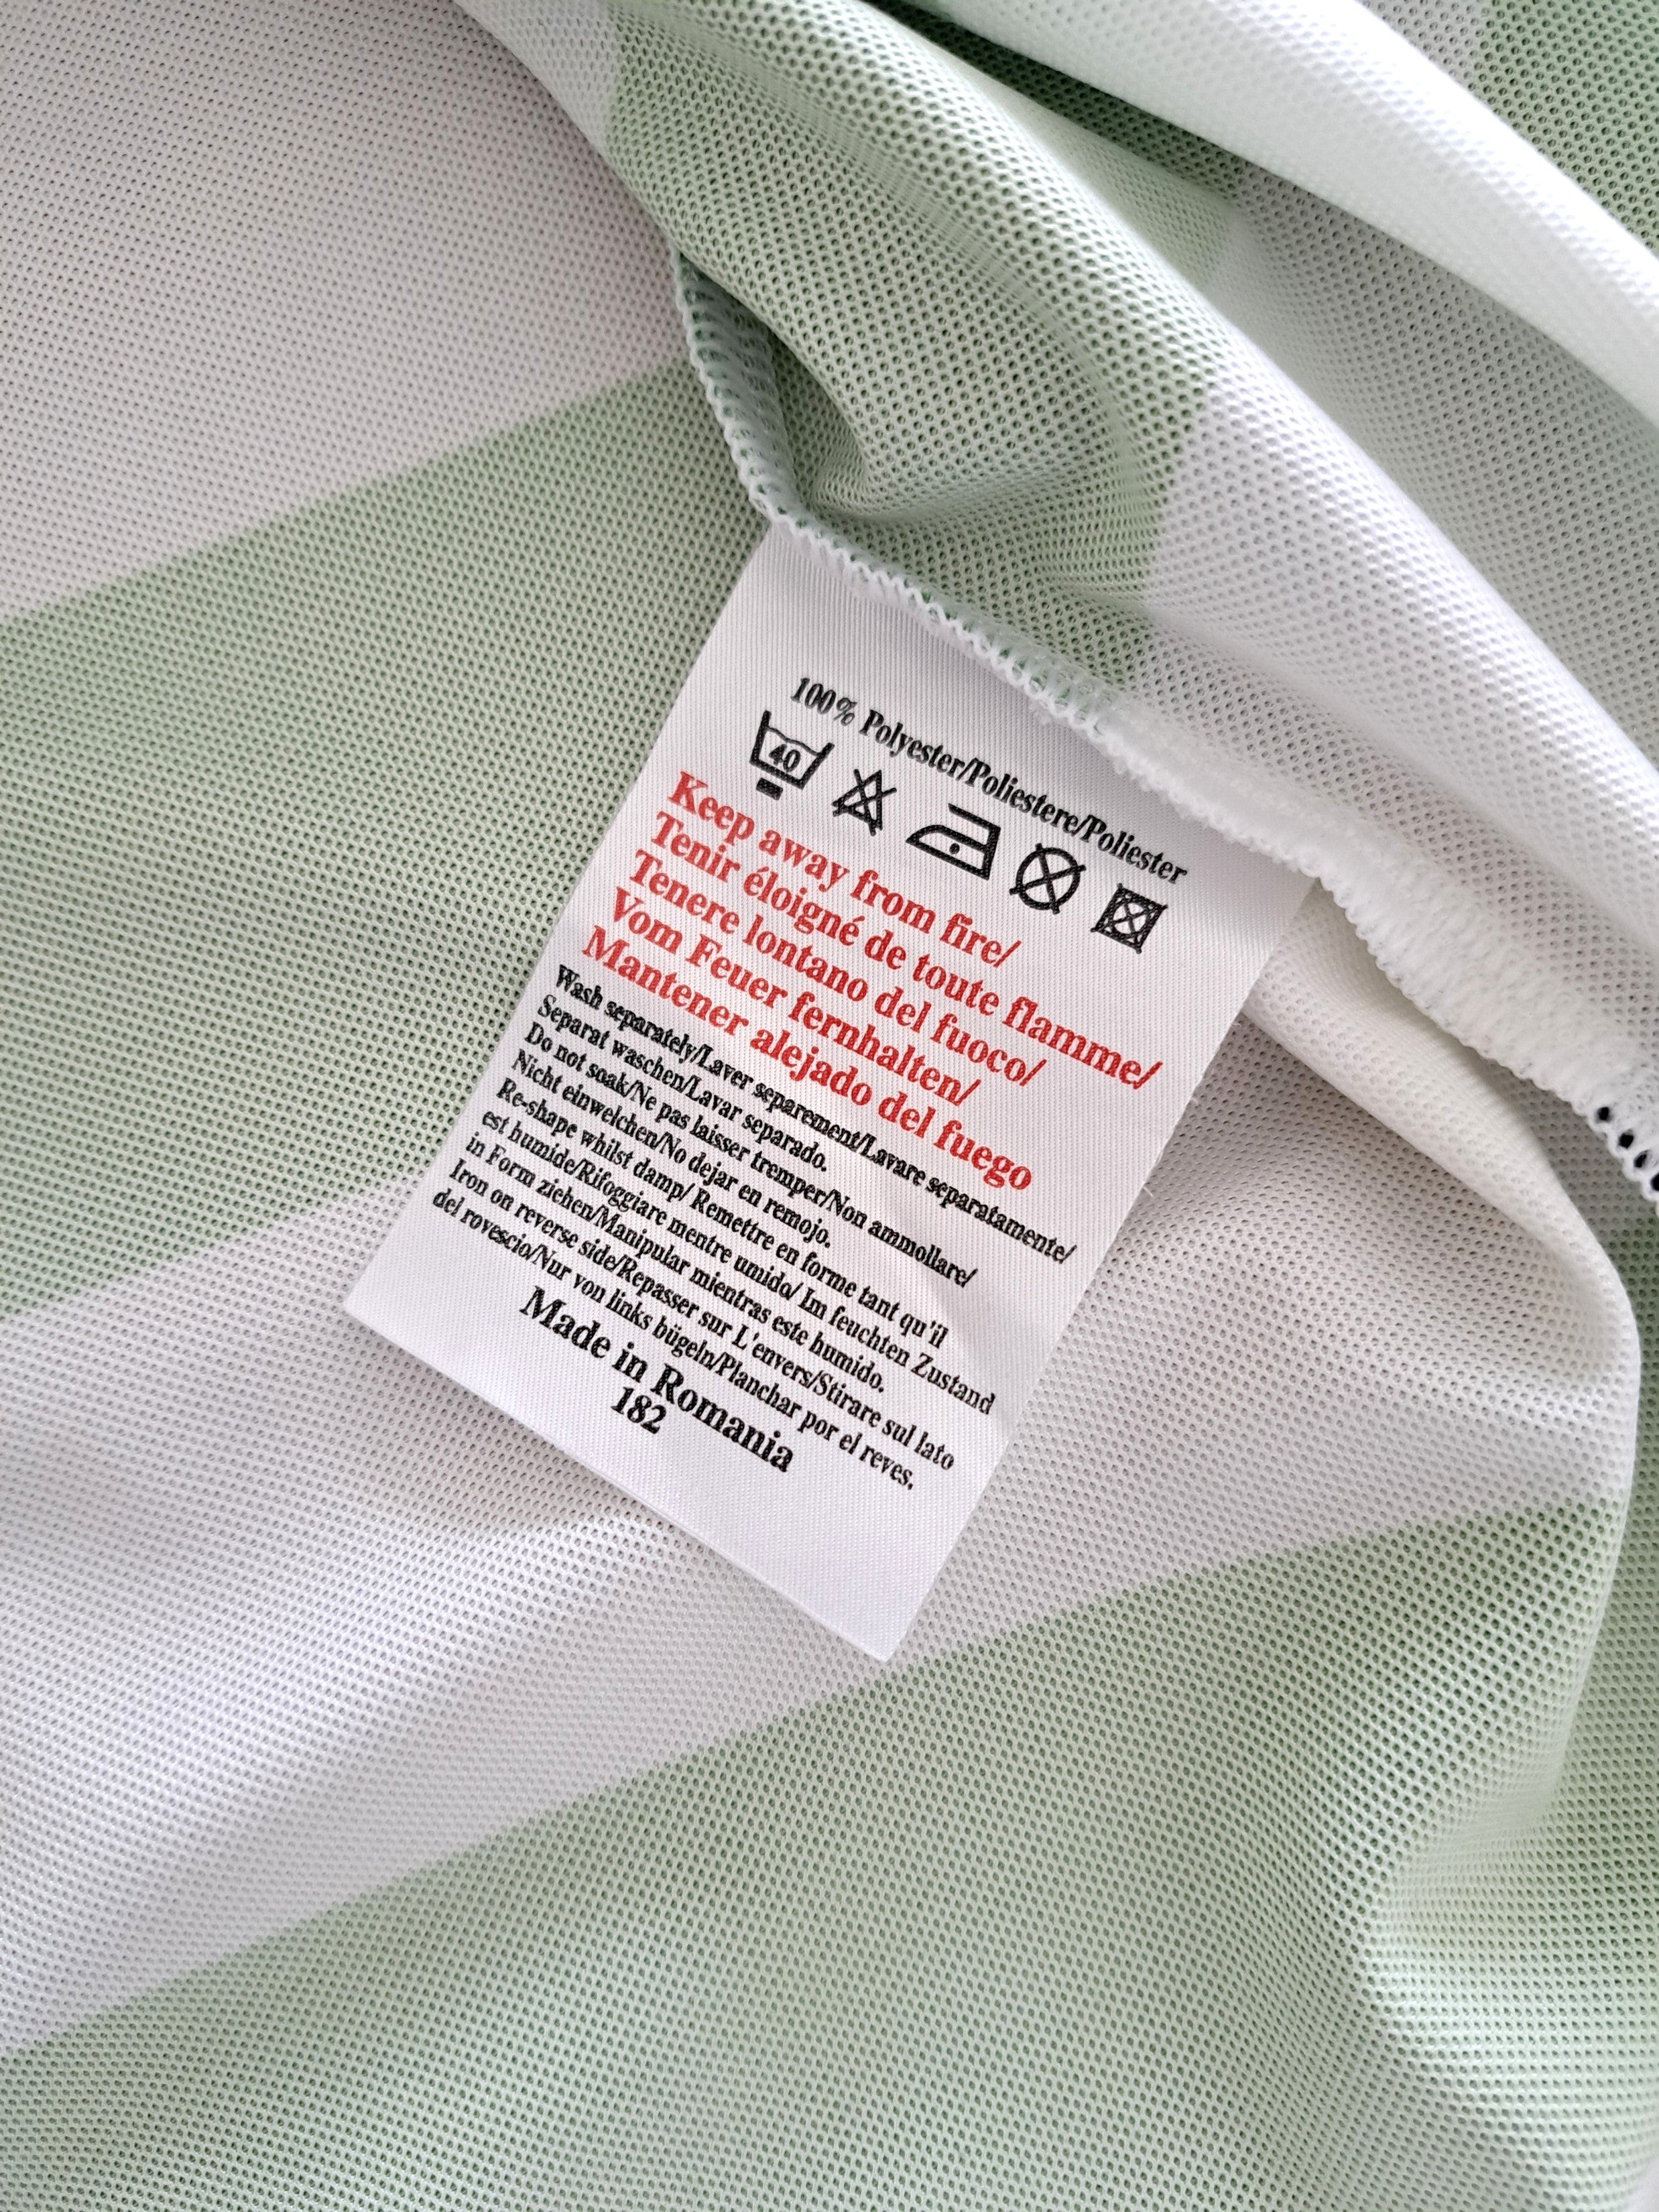 100% Polyester/Poliestere/Poliester
40
Keep away from fire/
Tenir éloigné de toute flamme/
Tenere lontano del fuoco/
Vom Feuer fernhalten/
Mantener alejado del fuego
Wash separately/Laver separement/Lavare separatamente/
Separat waschen/Lavar separado.
Do not soak/Ne pas laisser tremper/Non ammollare/
Nicht einweichen/No dejar en remojo.
Re-shape whilst damp/ Remettre en forme tant qu'il
est humide/Rifoggiare mentre umido/ Im feuchten Zustand
in Form ziehen/Manipular mientras este humido.
Iron on reverse side/Repasser sur L'envers/Stirare sul lato
del rovescio/Nur von links bügeln/Planchar por el reves.
Made in Romania
182